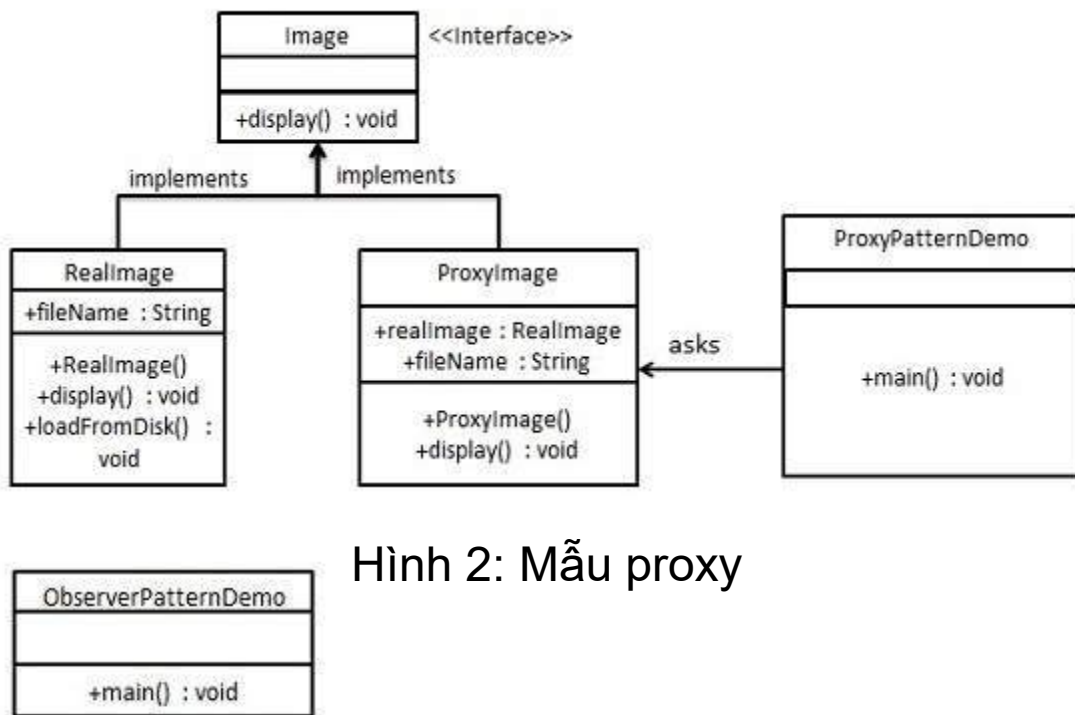 Image <<Interface>>
+display() : void
implements implements
RealImage
+fileName : String
+RealImage()
+display() : void
+loadFromDisk() :
void
ProxyImage
+realImage : RealImage
+fileName : String
+ProxyImage()
+display() : void
asks
ProxyPatternDemo
+main() : void
Hình 2: Mẫu proxy
ObserverPatternDemo
+main() : void